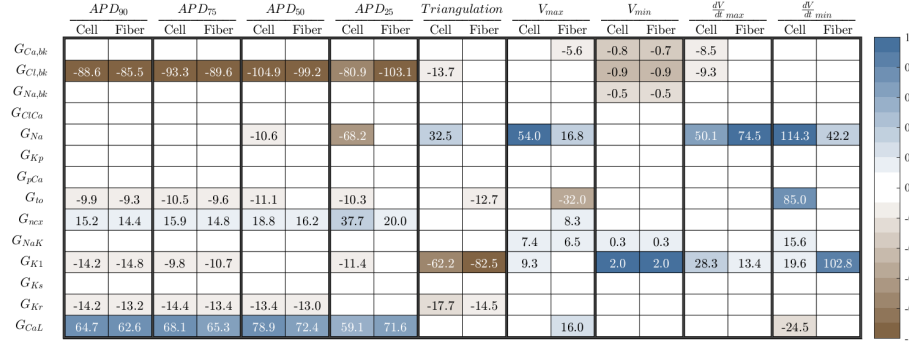 APD90 APD75 APD50 APD25 Triangulation Vmax Vmin dV/dt max dV/dt min
Cell Fiber Cell Fiber Cell Fiber Cell Fiber Cell Fiber Cell Fiber Cell Fiber Cell Fiber Cell Fiber
GCa,bk -5.6 -0.8 -0.7 -8.5
GCl,bk -88.6 -85.5 -93.3 -89.6 -104.9 -99.2 -80.9 -103.1 -13.7 -0.9 -0.9 -9.3
GNa,bk -0.5 -0.5
GClCa
GNa -10.6 -68.2 32.5 54.0 16.8 50.1 74.5 114.3 42.2
GKp
GpCa
Gto -9.9 -9.3 -10.5 -9.6 -11.1 -10.3 -12.7 -32.0 85.0
Gncx 15.2 14.4 15.9 14.8 18.8 16.2 37.7 20.0 8.3
GNaK 7.4 6.5 0.3 0.3 15.6
GK1 -14.2 -14.8 -9.8 -10.7 -11.4 -62.2 -82.5 9.3 2.0 2.0 28.3 13.4 19.6 102.8
GKs
GKr -14.2 -13.2 -14.4 -13.4 -13.4 -13.0 -17.7 -14.5
GCaL 64.7 62.6 68.1 65.3 78.9 72.4 59.1 71.6 16.0 -24.5